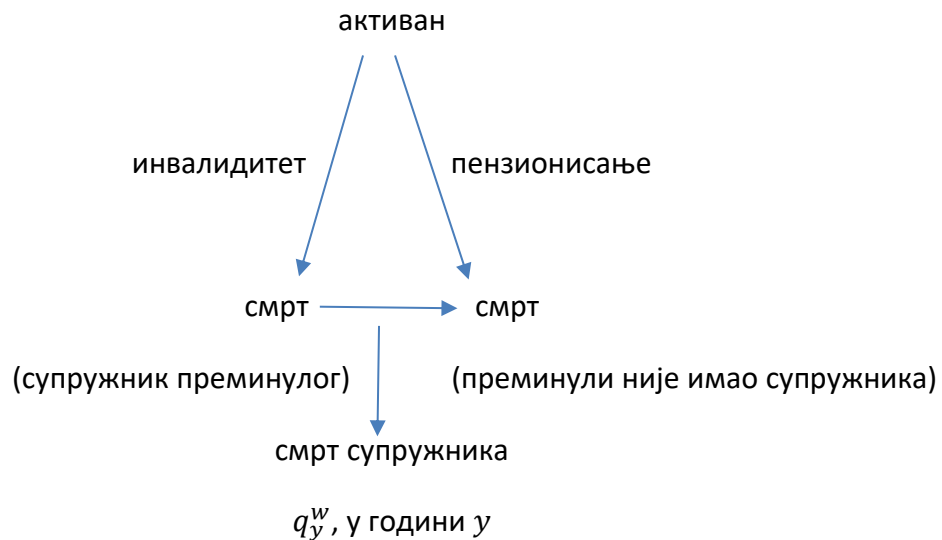 активан
инвалидитет пензионисање
смрт смрт
(супружник преминулог) (преминули није имао супружника)
смрт супружника
$q_y^w$, у години $y$